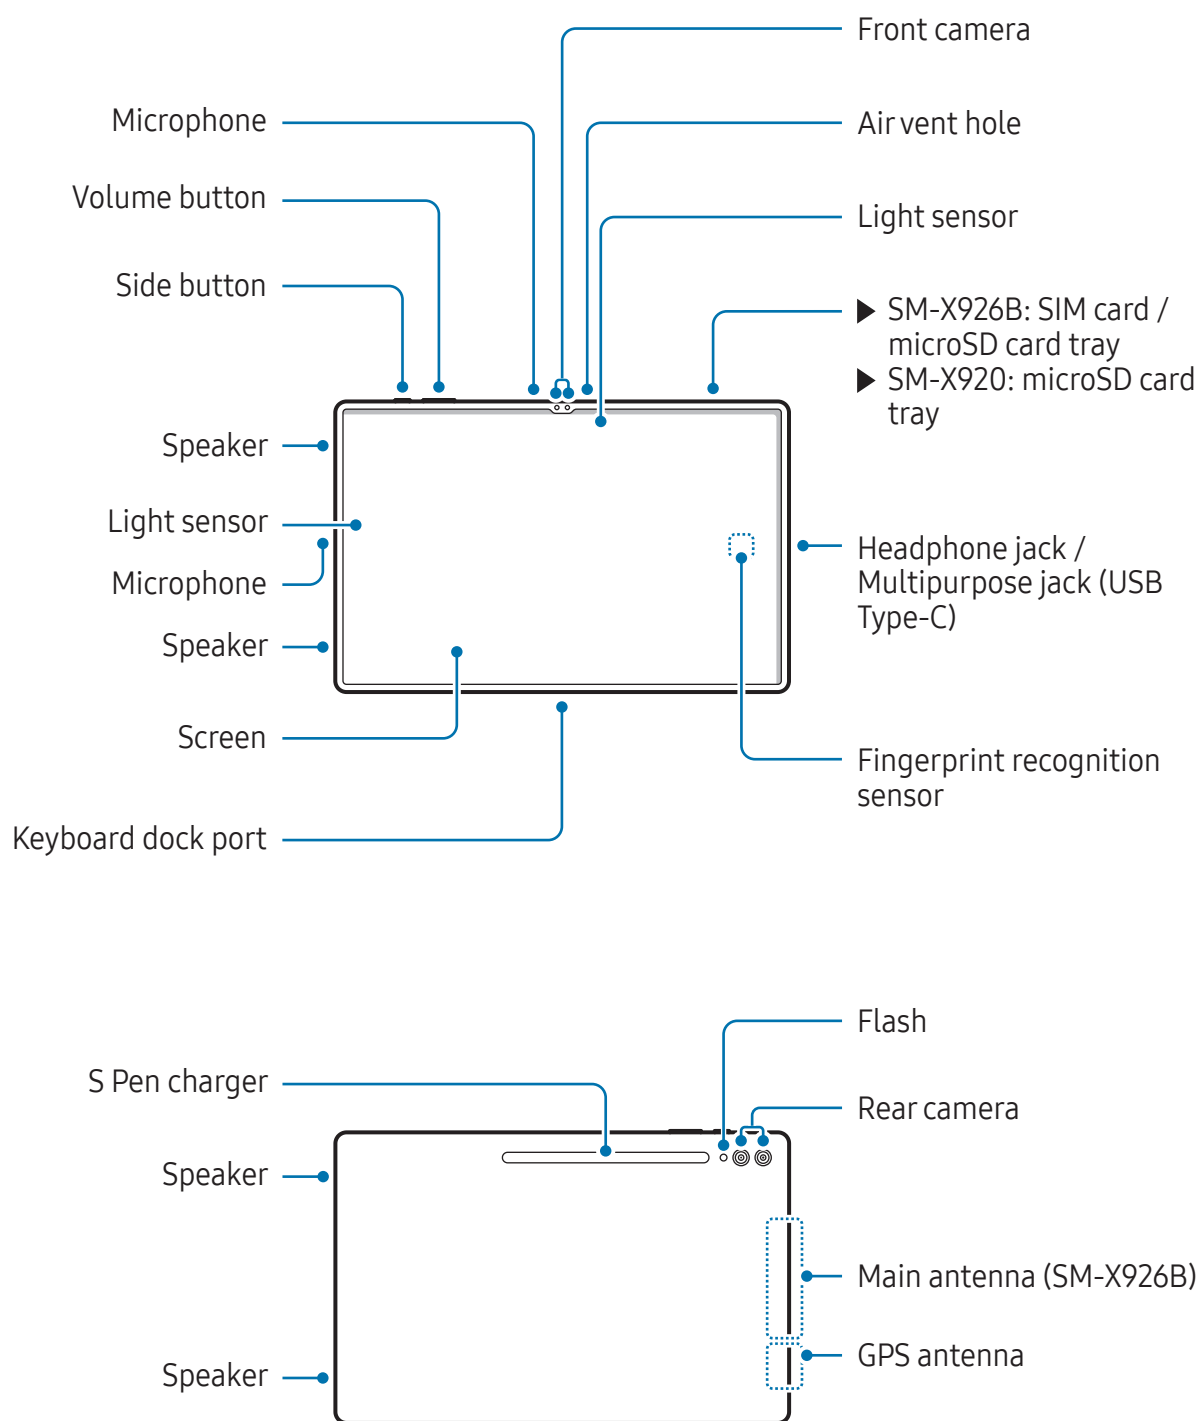 Front camera
Microphone
Air vent hole
Volume button
Light sensor
Side button
SM-X926B: SIM card /
microSD card tray
SM-X920: microSD card
tray
Speaker
Light sensor
Headphone jack /
Multipurpose jack (USB
Type-C)
Microphone
Speaker
Screen
Fingerprint recognition
sensor
Keyboard dock port
Flash
S Pen charger
Rear camera
Speaker
Main antenna (SM-X926B)
GPS antenna
Speaker